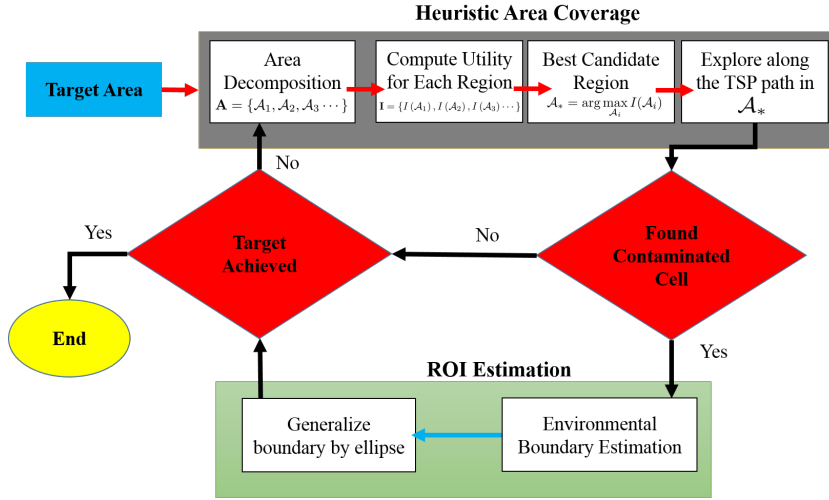 Heuristic Area Coverage
Target Area
Area
Decomposition
𝐀 = {𝒜₁, 𝒜₂, 𝒜₃ ⋯}
Compute Utility
for Each Region
𝐈 = {I(𝒜₁), I(𝒜₂), I(𝒜₃) ⋯}
Best Candidate
Region
𝒜∗ = arg max I(𝒜ᵢ)
𝒜ᵢ
Explore along
the TSP path in
𝒜∗
No
Yes
Target
Achieved
No
Found
Contaminated
Cell
End
Yes
ROI Estimation
Generalize
boundary by ellipse
Environmental
Boundary Estimation